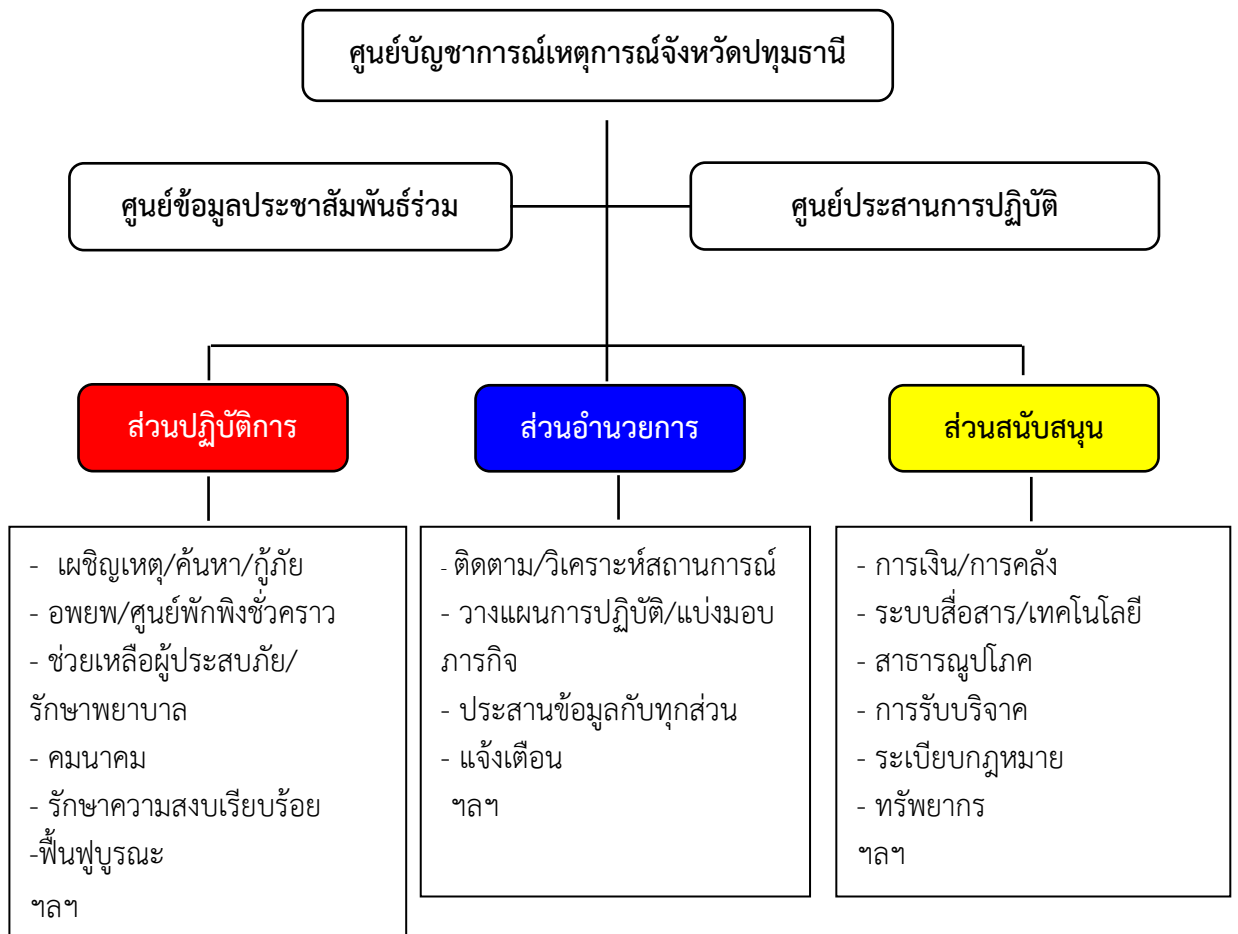 ศูนย์บัญชาการณ์เหตุการณ์จังหวัดปทุมธานี
ศูนย์ข้อมูลประชาสัมพันธ์ร่วม
ศูนย์ประสานการปฏิบัติ
ส่วนปฏิบัติการ
ส่วนอำนวยการ
ส่วนสนับสนุน
- เผชิญเหตุ/ค้นหา/กู้ภัย
- อพยพ/ศูนย์พักพิงชั่วคราว
- ช่วยเหลือผู้ประสบภัย/
รักษาพยาบาล
- คมนาคม
- รักษาความสงบเรียบร้อย
-ฟื้นฟูบูรณะ
ฯลฯ
- ติดตาม/วิเคราะห์สถานการณ์
- วางแผนการปฏิบัติ/แบ่งมอบ
ภารกิจ
- ประสานข้อมูลกับทุกส่วน
- แจ้งเตือน
ฯลฯ
- การเงิน/การคลัง
- ระบบสื่อสาร/เทคโนโลยี
- สาธารณูปโภค
- การรับบริจาค
- ระเบียบกฎหมาย
- ทรัพยากร
ฯลฯ